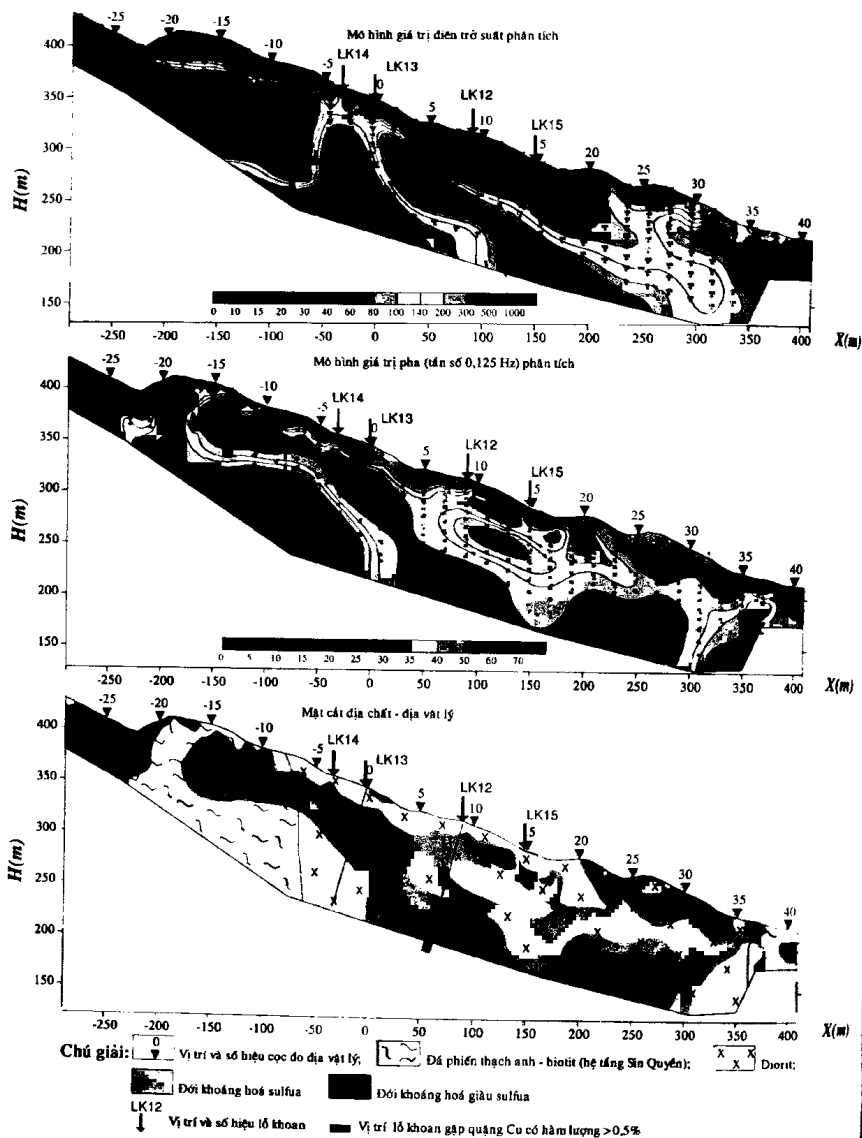 Mô hình giá trị điện trở suất phân tích
-25 -20 -15 -10 -5 LK14 LK13 0 5 LK12 10 LK15 5 20 25 30 35 40
H(m)
400
350
300
250
200
150
0 10 15 20 30 40 60 80 100 140 200 300 500 1000
-250 -200 -150 -100 -50 0 50 100 150 200 250 300 350 400
X(m)
Mô hình giá trị pha (tần số 0,125 Hz) phân tích
-25 -20 -15 -10 -5 LK14 LK13 0 5 LK12 10 LK15 5 20 25 30 35 40
H(m)
400
350
300
250
200
150
0 5 10 15 20 30 35 40 50 60 70
-250 -200 -150 -100 -50 0 50 100 150 200 250 300 350 400
X(m)
Mặt cắt địa chất - địa vật lý
-25 -20 -15 -10 -5 LK14 LK13 0 5 LK12 10 LK15 5 20 25 30 35 40
H(m)
400
350
300
250
200
150
-250 -200 -150 -100 -50 0 50 100 150 200 250 300 350 400
X(m)
Chú giải: 0 Vị trí và số hiệu cọc đo địa vật lý; Đá phiến thạch anh - biotit (hệ tầng Sin Quyền); X X X X Diorit;
Đới khoáng hoá sulfua Đới khoáng hoá giàu sulfua
LK12 Vị trí và số hiệu lỗ khoan Vị trí lỗ khoan gặp quặng Cu có hàm lượng >0,5%